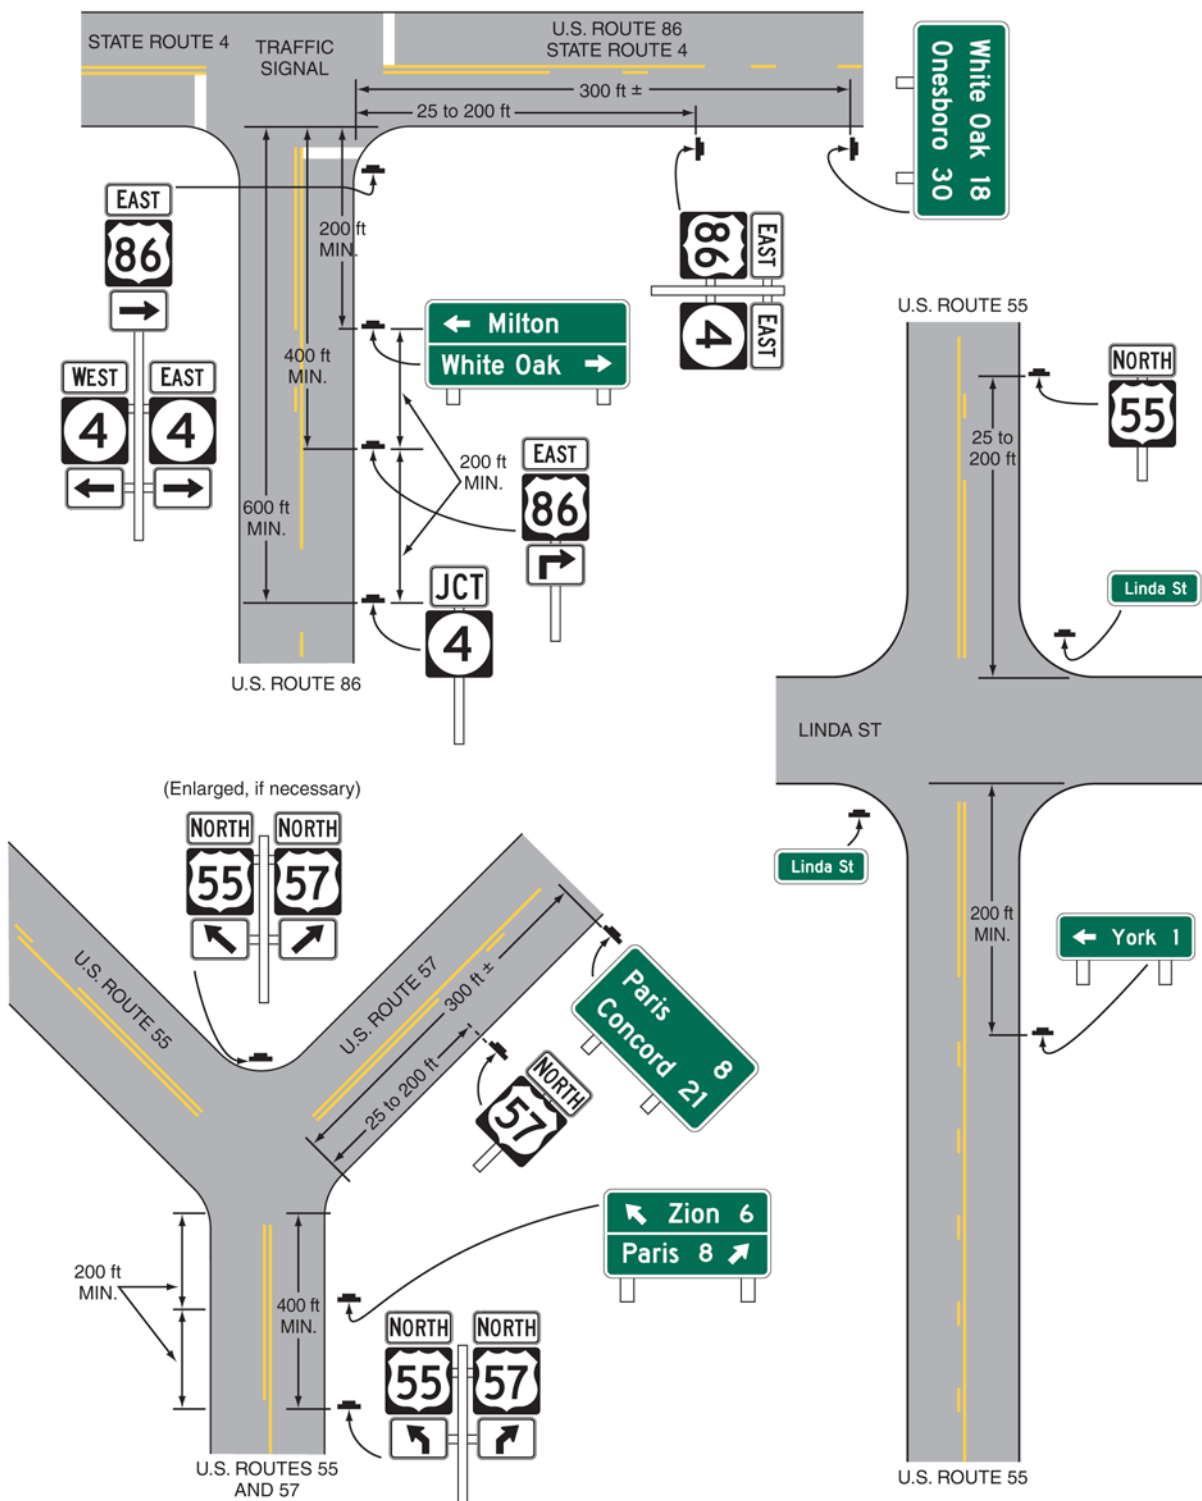 STATE ROUTE 4
TRAFFIC
SIGNAL
U.S. ROUTE 86
STATE ROUTE 4
300 ft ±
25 to 200 ft
White Oak 18
Onesboro 30
EAST
86
200 ft
MIN.
EAST
86
EAST
4
Milton
White Oak
400 ft
MIN.
WEST
EAST
4
4
EAST
86
200 ft
MIN.
600 ft
MIN.
JCT
4
U.S. ROUTE 86
U.S. ROUTE 55
NORTH
55
25 to
200 ft
Linda St
LINDA ST
Linda St
200 ft
MIN.
York 1
U.S. ROUTE 55
(Enlarged, if necessary)
NORTH
NORTH
55
57
U.S. ROUTE 55
U.S. ROUTE 57
300 ft ±
25 to 200 ft
Paris 8
Concord 21
NORTH
57
Zion 6
Paris 8
200 ft
MIN.
400 ft
MIN.
NORTH
NORTH
55
57
U.S. ROUTES 55
AND 57